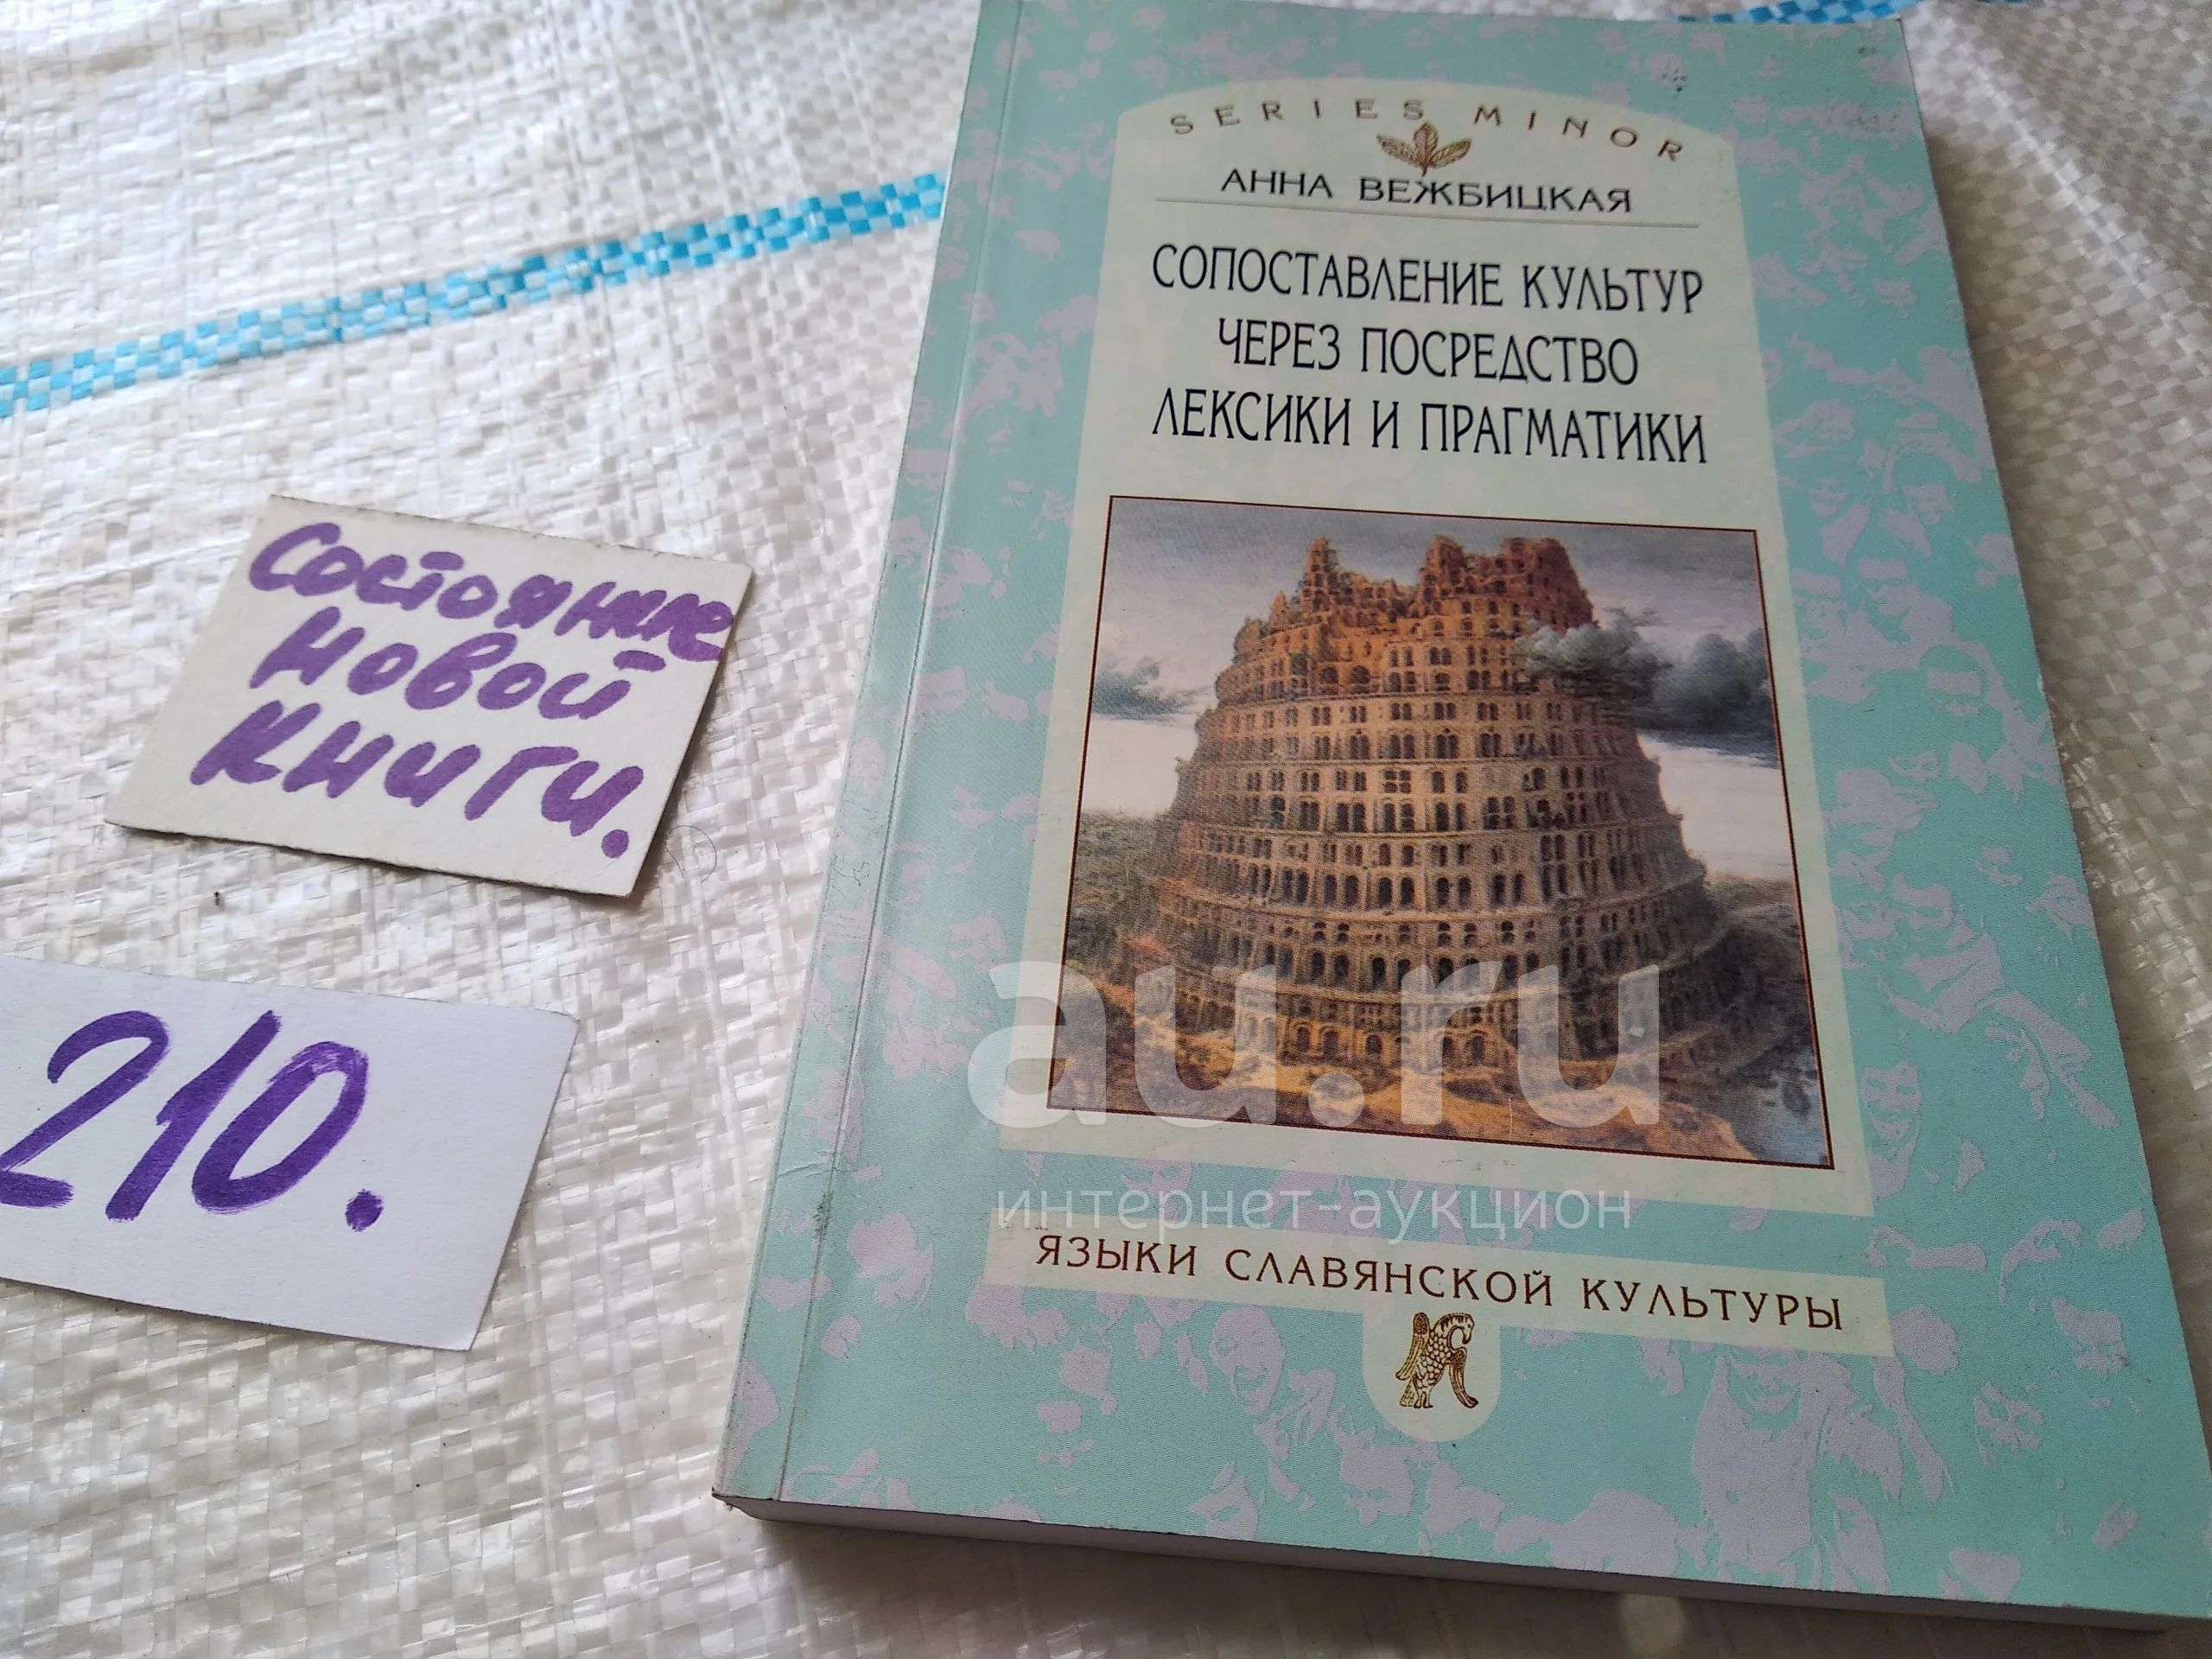 SERIES MINOR
АННА ВЕЖБИЦКАЯ
СОПОСТАВЛЕНИЕ КУЛЬТУР
ЧЕРЕЗ ПОСРЕДСТВО
ЛЕКСИКИ И ПРАГМАТИКИ
Состояние
новой
книги.
210.
au.ru
интернет-аукцион
ЯЗЫКИ СЛАВЯНСКОЙ КУЛЬТУРЫ